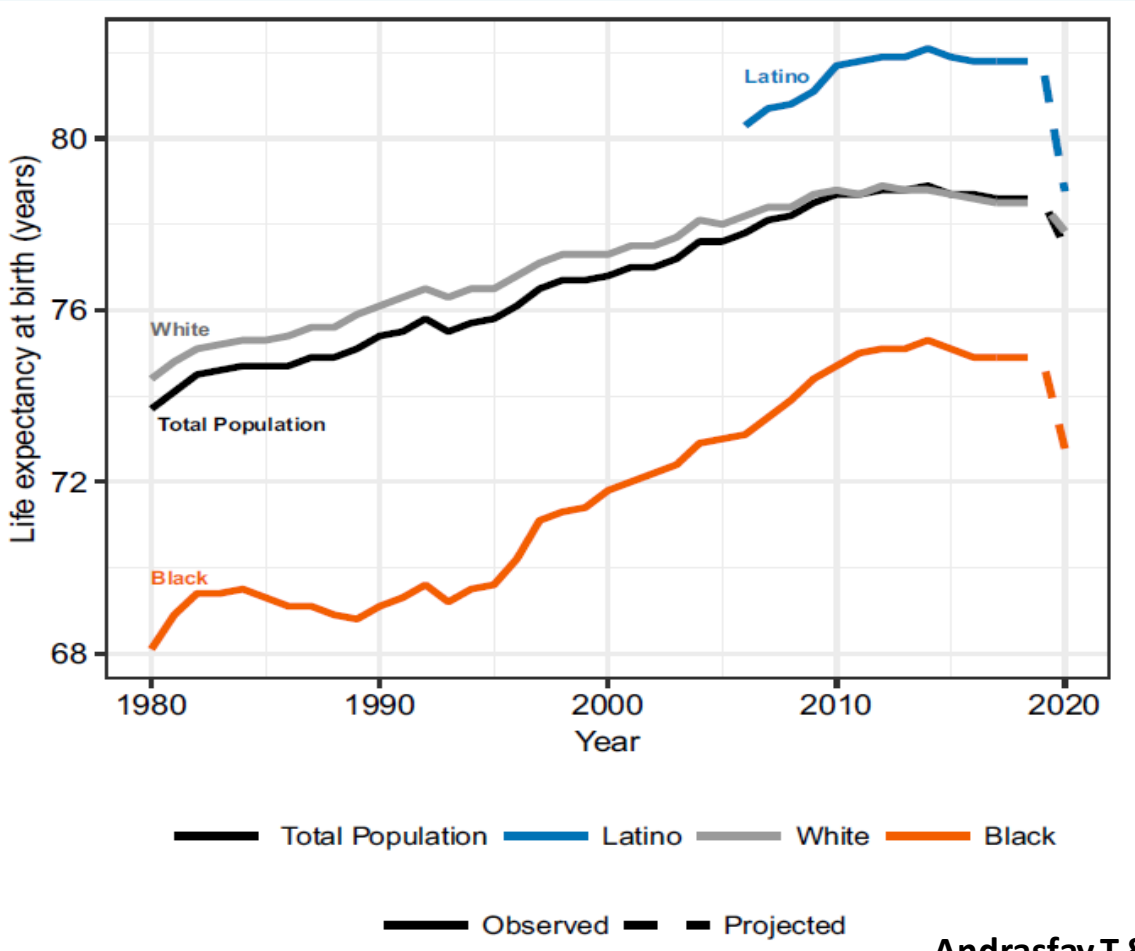 Life expectancy at birth (years)
80
76
72
68
Latino
White
Total Population
Black
1980 1990 2000 2010 2020
Year
Total Population Latino White Black
Observed Projected
Andrasfay T